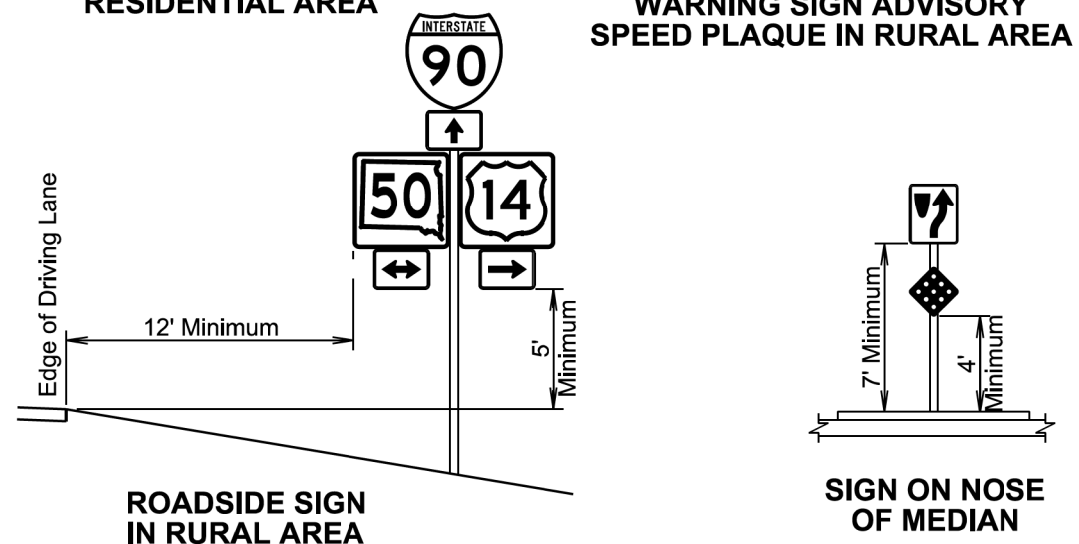 RESIDENTIAL AREA
WARNING SIGN ADVISORY
SPEED PLAQUE IN RURAL AREA
INTERSTATE
90
50
14
Edge of Driving Lane
12' Minimum
5'
Minimum
7' Minimum
4'
Minimum
ROADSIDE SIGN
IN RURAL AREA
SIGN ON NOSE
OF MEDIAN